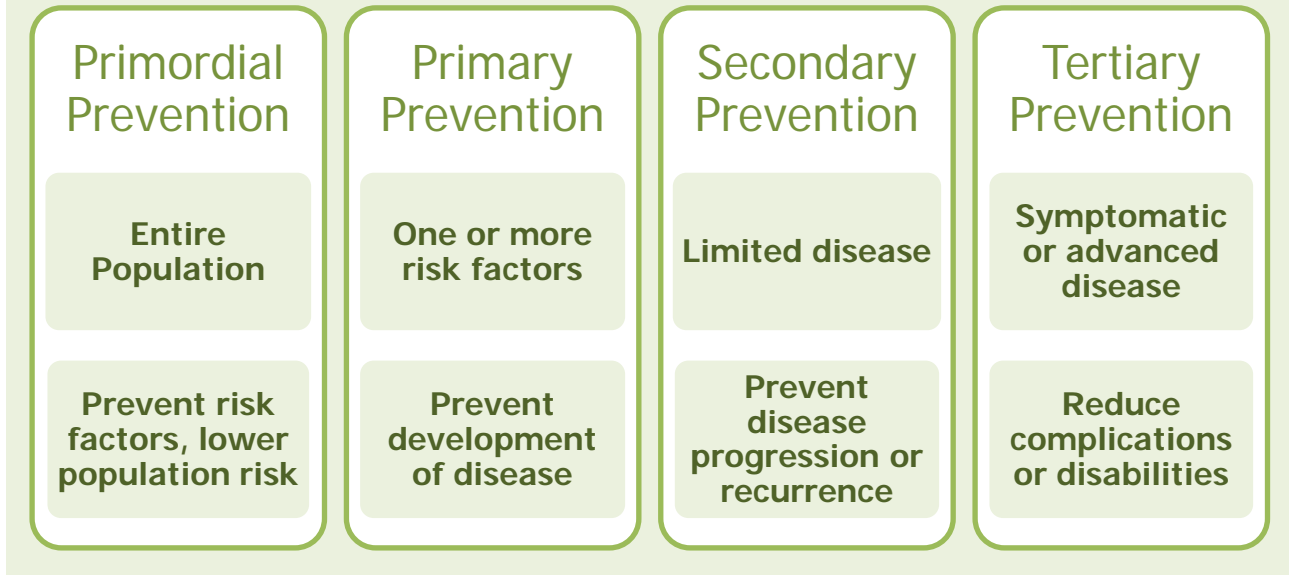 Primordial
Prevention
Entire
Population
Prevent risk
factors, lower
population risk
Primary
Prevention
One or more
risk factors
Prevent
development
of disease
Secondary
Prevention
Limited disease
Prevent
disease
progression or
recurrence
Tertiary
Prevention
Symptomatic
or advanced
disease
Reduce
complications
or disabilities